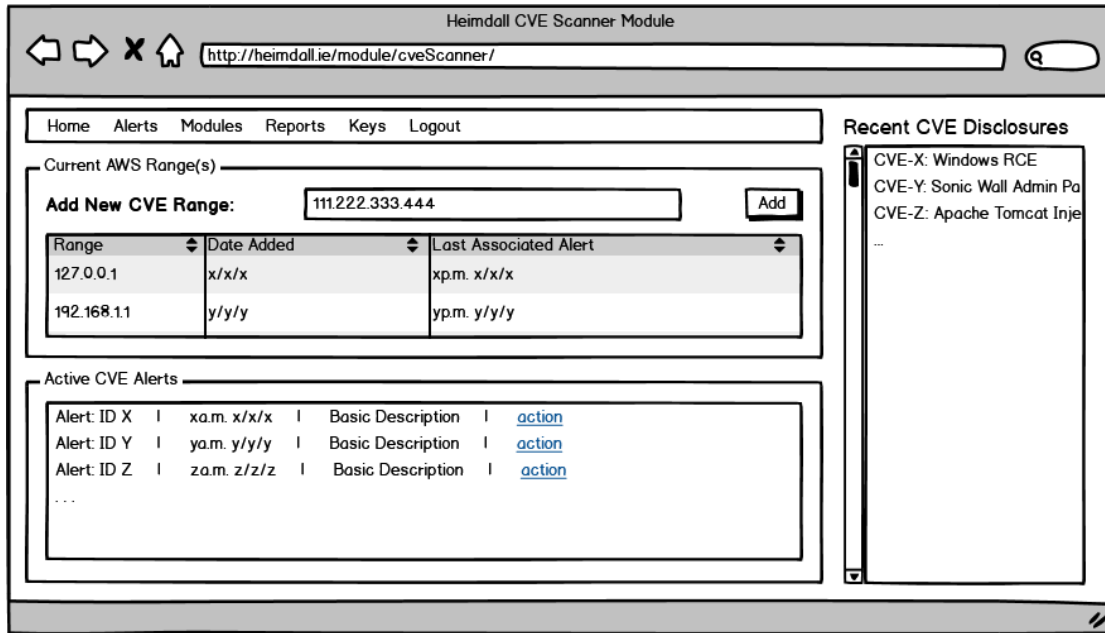 Heimdall CVE Scanner Module
http://heimdall.ie/module/cveScanner/
Home Alerts Modules Reports Keys Logout
Current AWS Range(s)
Add New CVE Range: 111.222.333.444 Add
Range Date Added Last Associated Alert
127.0.0.1 x/x/x xp.m. x/x/x
192.168.1.1 y/y/y yp.m. y/y/y
Active CVE Alerts
Alert: ID X | xa.m. x/x/x | Basic Description | action
Alert: ID Y | ya.m. y/y/y | Basic Description | action
Alert: ID Z | za.m. z/z/z | Basic Description | action
. . .
Recent CVE Disclosures
CVE-X: Windows RCE
CVE-Y: Sonic Wall Admin Pa
CVE-Z: Apache Tomcat Inje
...